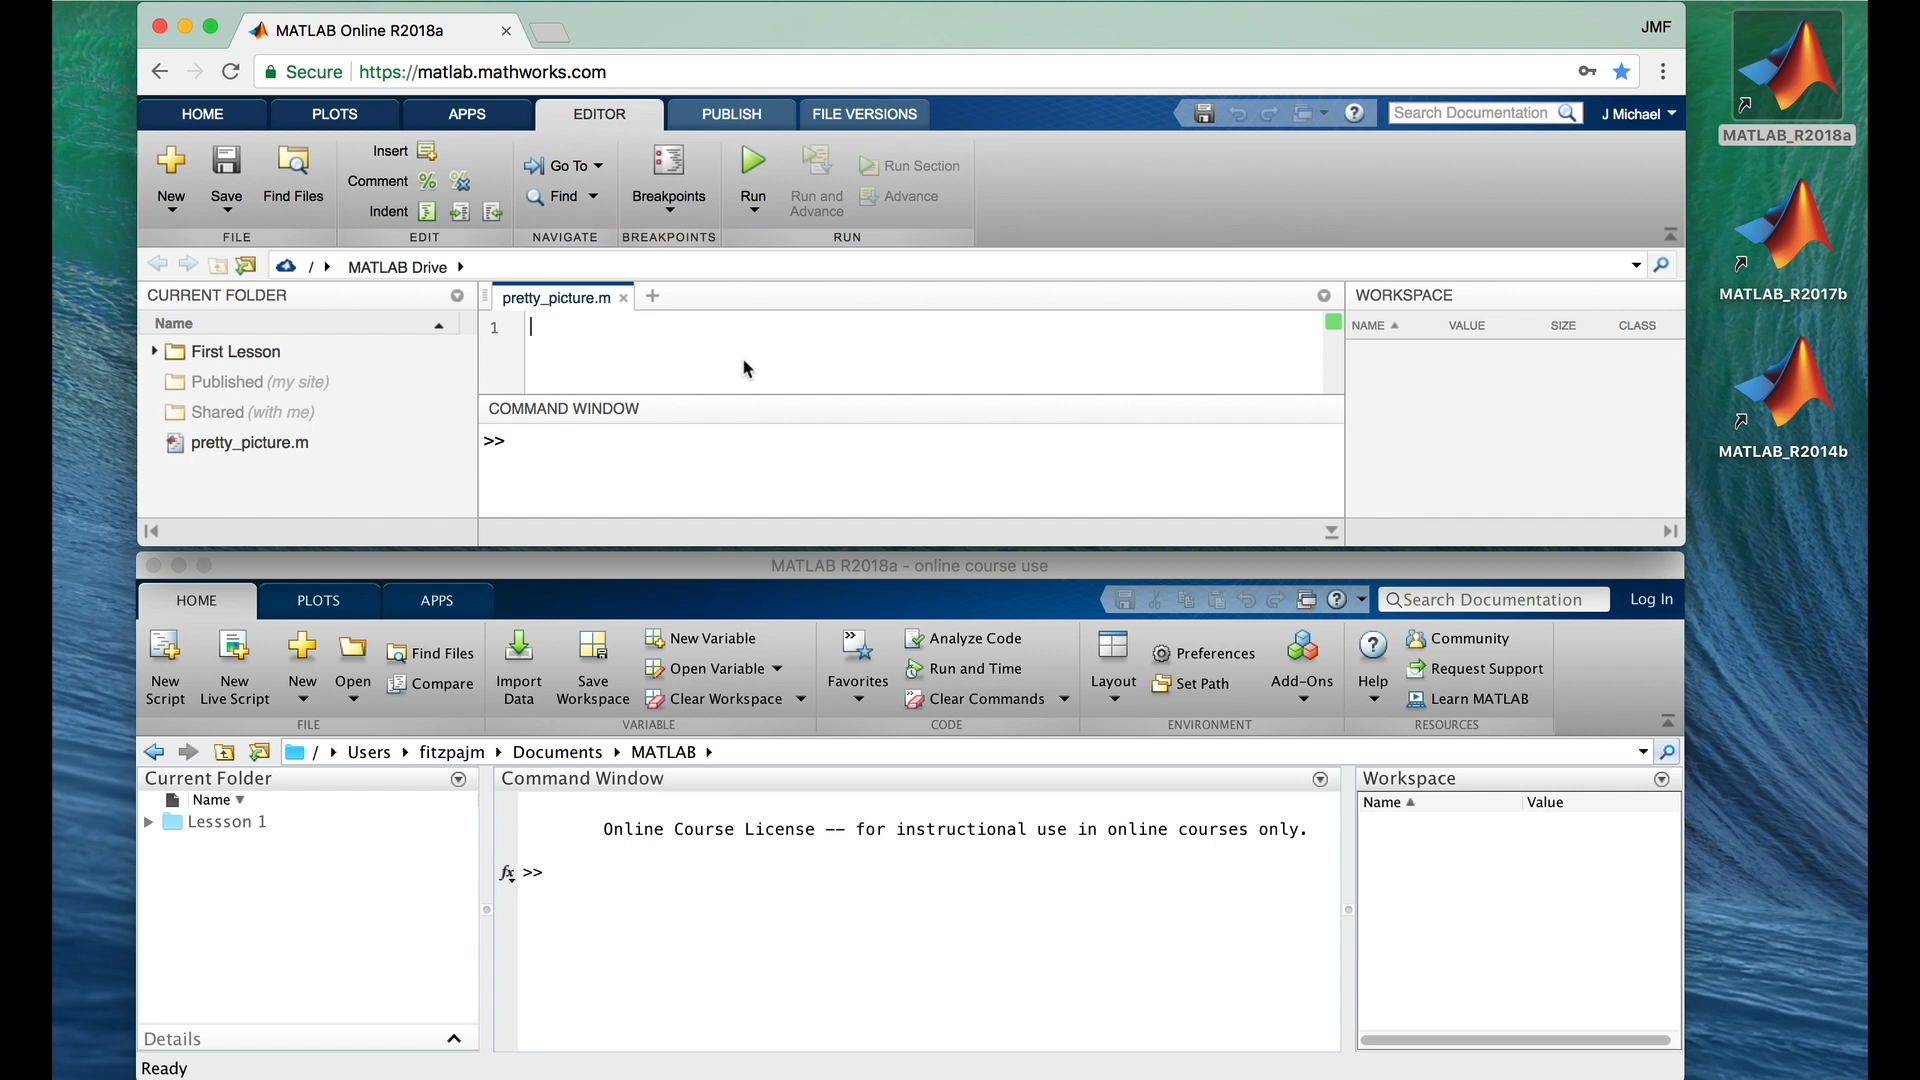 MATLAB Online R2018a
JMF
Secure https://matlab.mathworks.com
HOME PLOTS APPS EDITOR PUBLISH FILE VERSIONS Search Documentation J Michael
New Save Find Files
Insert
Comment
Indent
Go To
Find
Breakpoints
Run
Run and
Advance
Run Section
Advance
FILE EDIT NAVIGATE BREAKPOINTS RUN
/ MATLAB Drive
CURRENT FOLDER
Name
First Lesson
Published (my site)
Shared (with me)
pretty_picture.m
pretty_picture.m
1
COMMAND WINDOW
>>
WORKSPACE
NAME VALUE SIZE CLASS
MATLAB_R2018a
MATLAB_R2017b
MATLAB_R2014b
MATLAB R2018a - online course use
HOME PLOTS APPS Search Documentation Log In
New
Script
New
Live Script
New
Open
Find Files
Compare
Import
Data
Save
Workspace
New Variable
Open Variable
Clear Workspace
Favorites
Analyze Code
Run and Time
Clear Commands
Layout
Preferences
Set Path
Add-Ons
Help
Community
Request Support
Learn MATLAB
FILE VARIABLE CODE ENVIRONMENT RESOURCES
/ Users fitzpajm Documents MATLAB
Current Folder
Name
Lessson 1
Details
Command Window
Online Course License -- for instructional use in online courses only.
fx >>
Workspace
Name Value
Ready